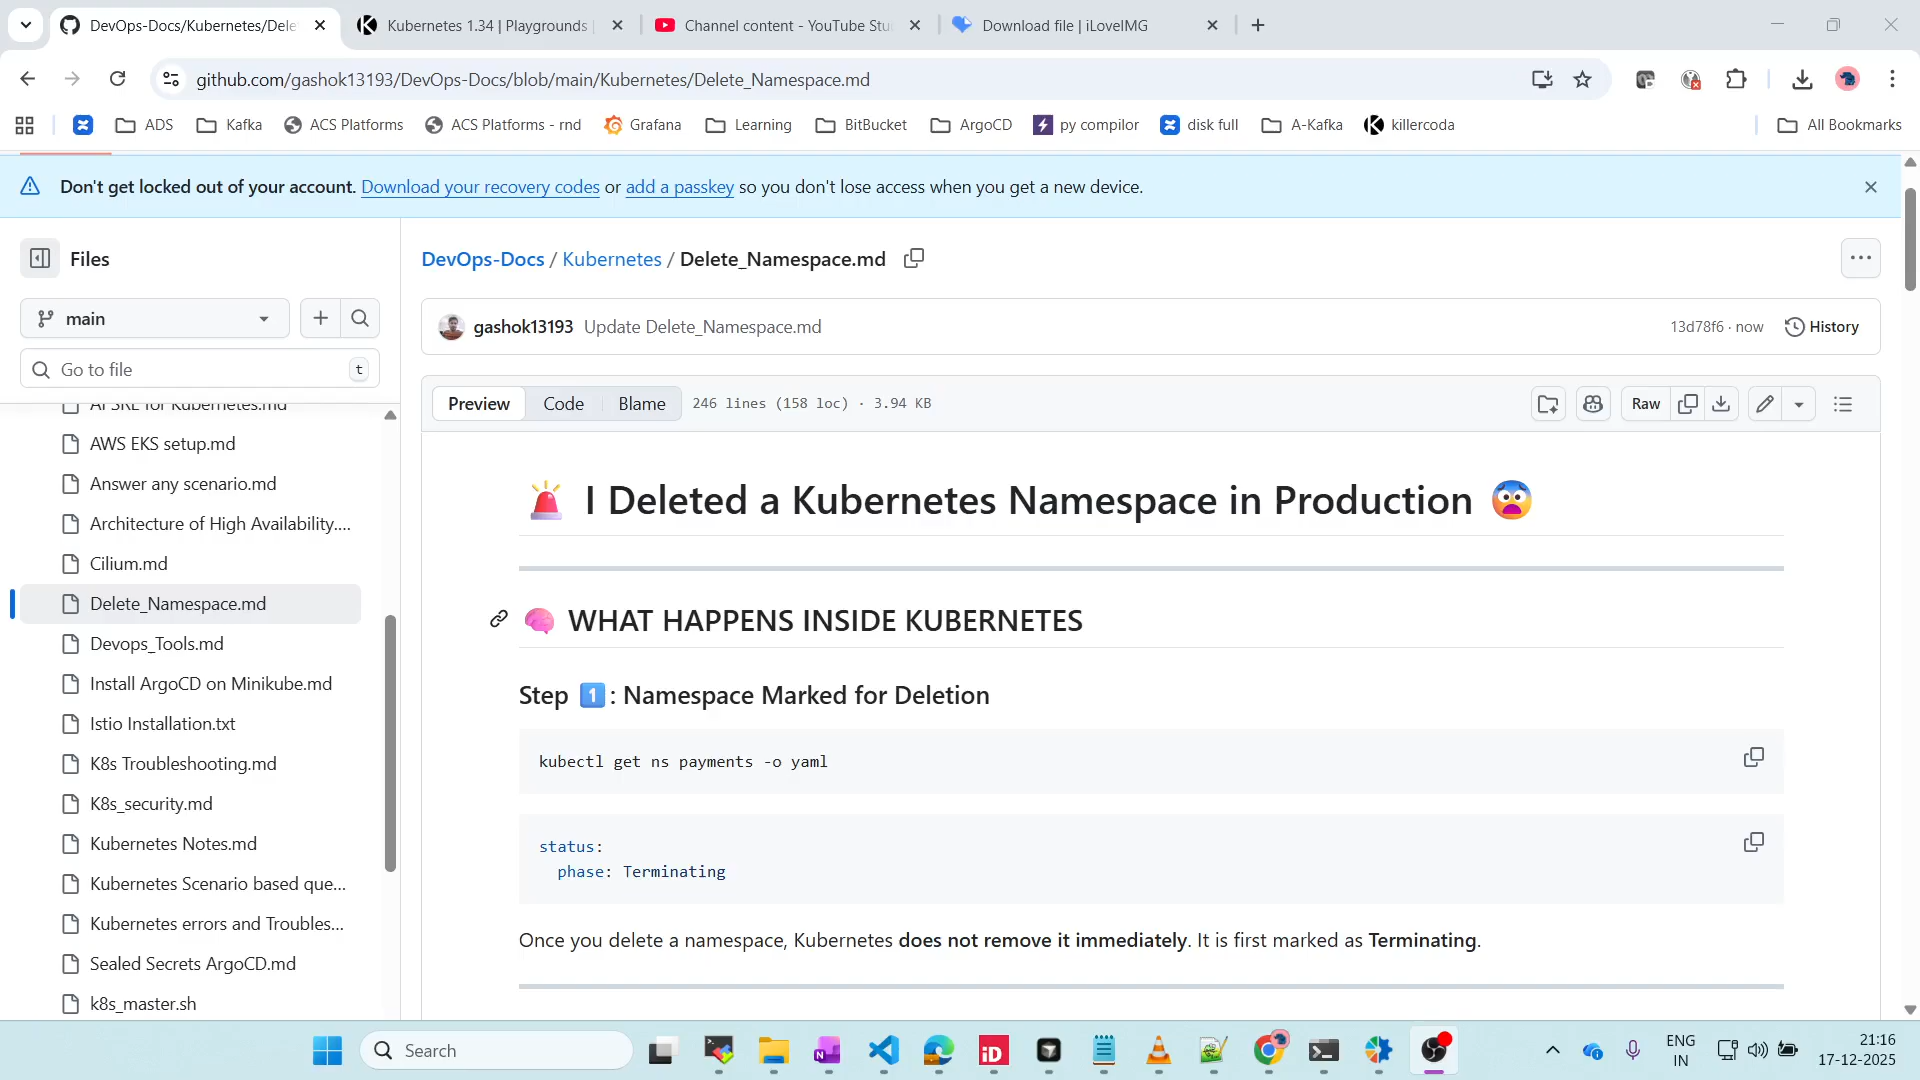 DevOps-Docs/Kubernetes/Dele
Kubernetes 1.34 | Playgrounds |
Channel content - YouTube Stu
Download file | iLoveIMG
github.com/gashok13193/DevOps-Docs/blob/main/Kubernetes/Delete_Namespace.md
ADS
Kafka
ACS Platforms
ACS Platforms - rnd
Grafana
Learning
BitBucket
ArgoCD
py compilor
disk full
A-Kafka
killercoda
All Bookmarks
Don't get locked out of your account. Download your recovery codes or add a passkey so you don't lose access when you get a new device.
Files
main
Go to file
t
AI SRE for Kubernetes.md
AWS EKS setup.md
Answer any scenario.md
Architecture of High Availability....
Cilium.md
Delete_Namespace.md
Devops_Tools.md
Install ArgoCD on Minikube.md
Istio Installation.txt
K8s Troubleshooting.md
K8s_security.md
Kubernetes Notes.md
Kubernetes Scenario based que...
Kubernetes errors and Troubles...
Sealed Secrets ArgoCD.md
k8s_master.sh
DevOps-Docs / Kubernetes / Delete_Namespace.md
gashok13193 Update Delete_Namespace.md
13d78f6 · now
History
Preview
Code
Blame
246 lines (158 loc) · 3.94 KB
Raw
🚨 I Deleted a Kubernetes Namespace in Production 😨
🧠 WHAT HAPPENS INSIDE KUBERNETES
Step 1️⃣: Namespace Marked for Deletion
kubectl get ns payments -o yaml
status:
phase: Terminating
Once you delete a namespace, Kubernetes does not remove it immediately. It is first marked as Terminating.
Search
ENG
IN
21:16
17-12-2025